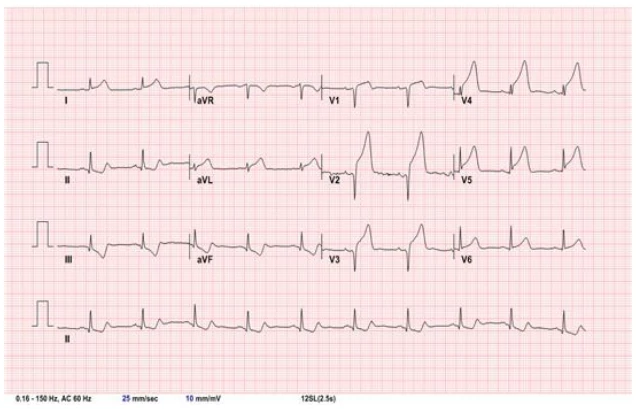 I aVR V1 V4
II aVL V2 V5
III aVF V3 V6
II
0.16 - 150 Hz, AC 60 Hz 25 mm/sec 10 mm/mV 12SL(2.5s)